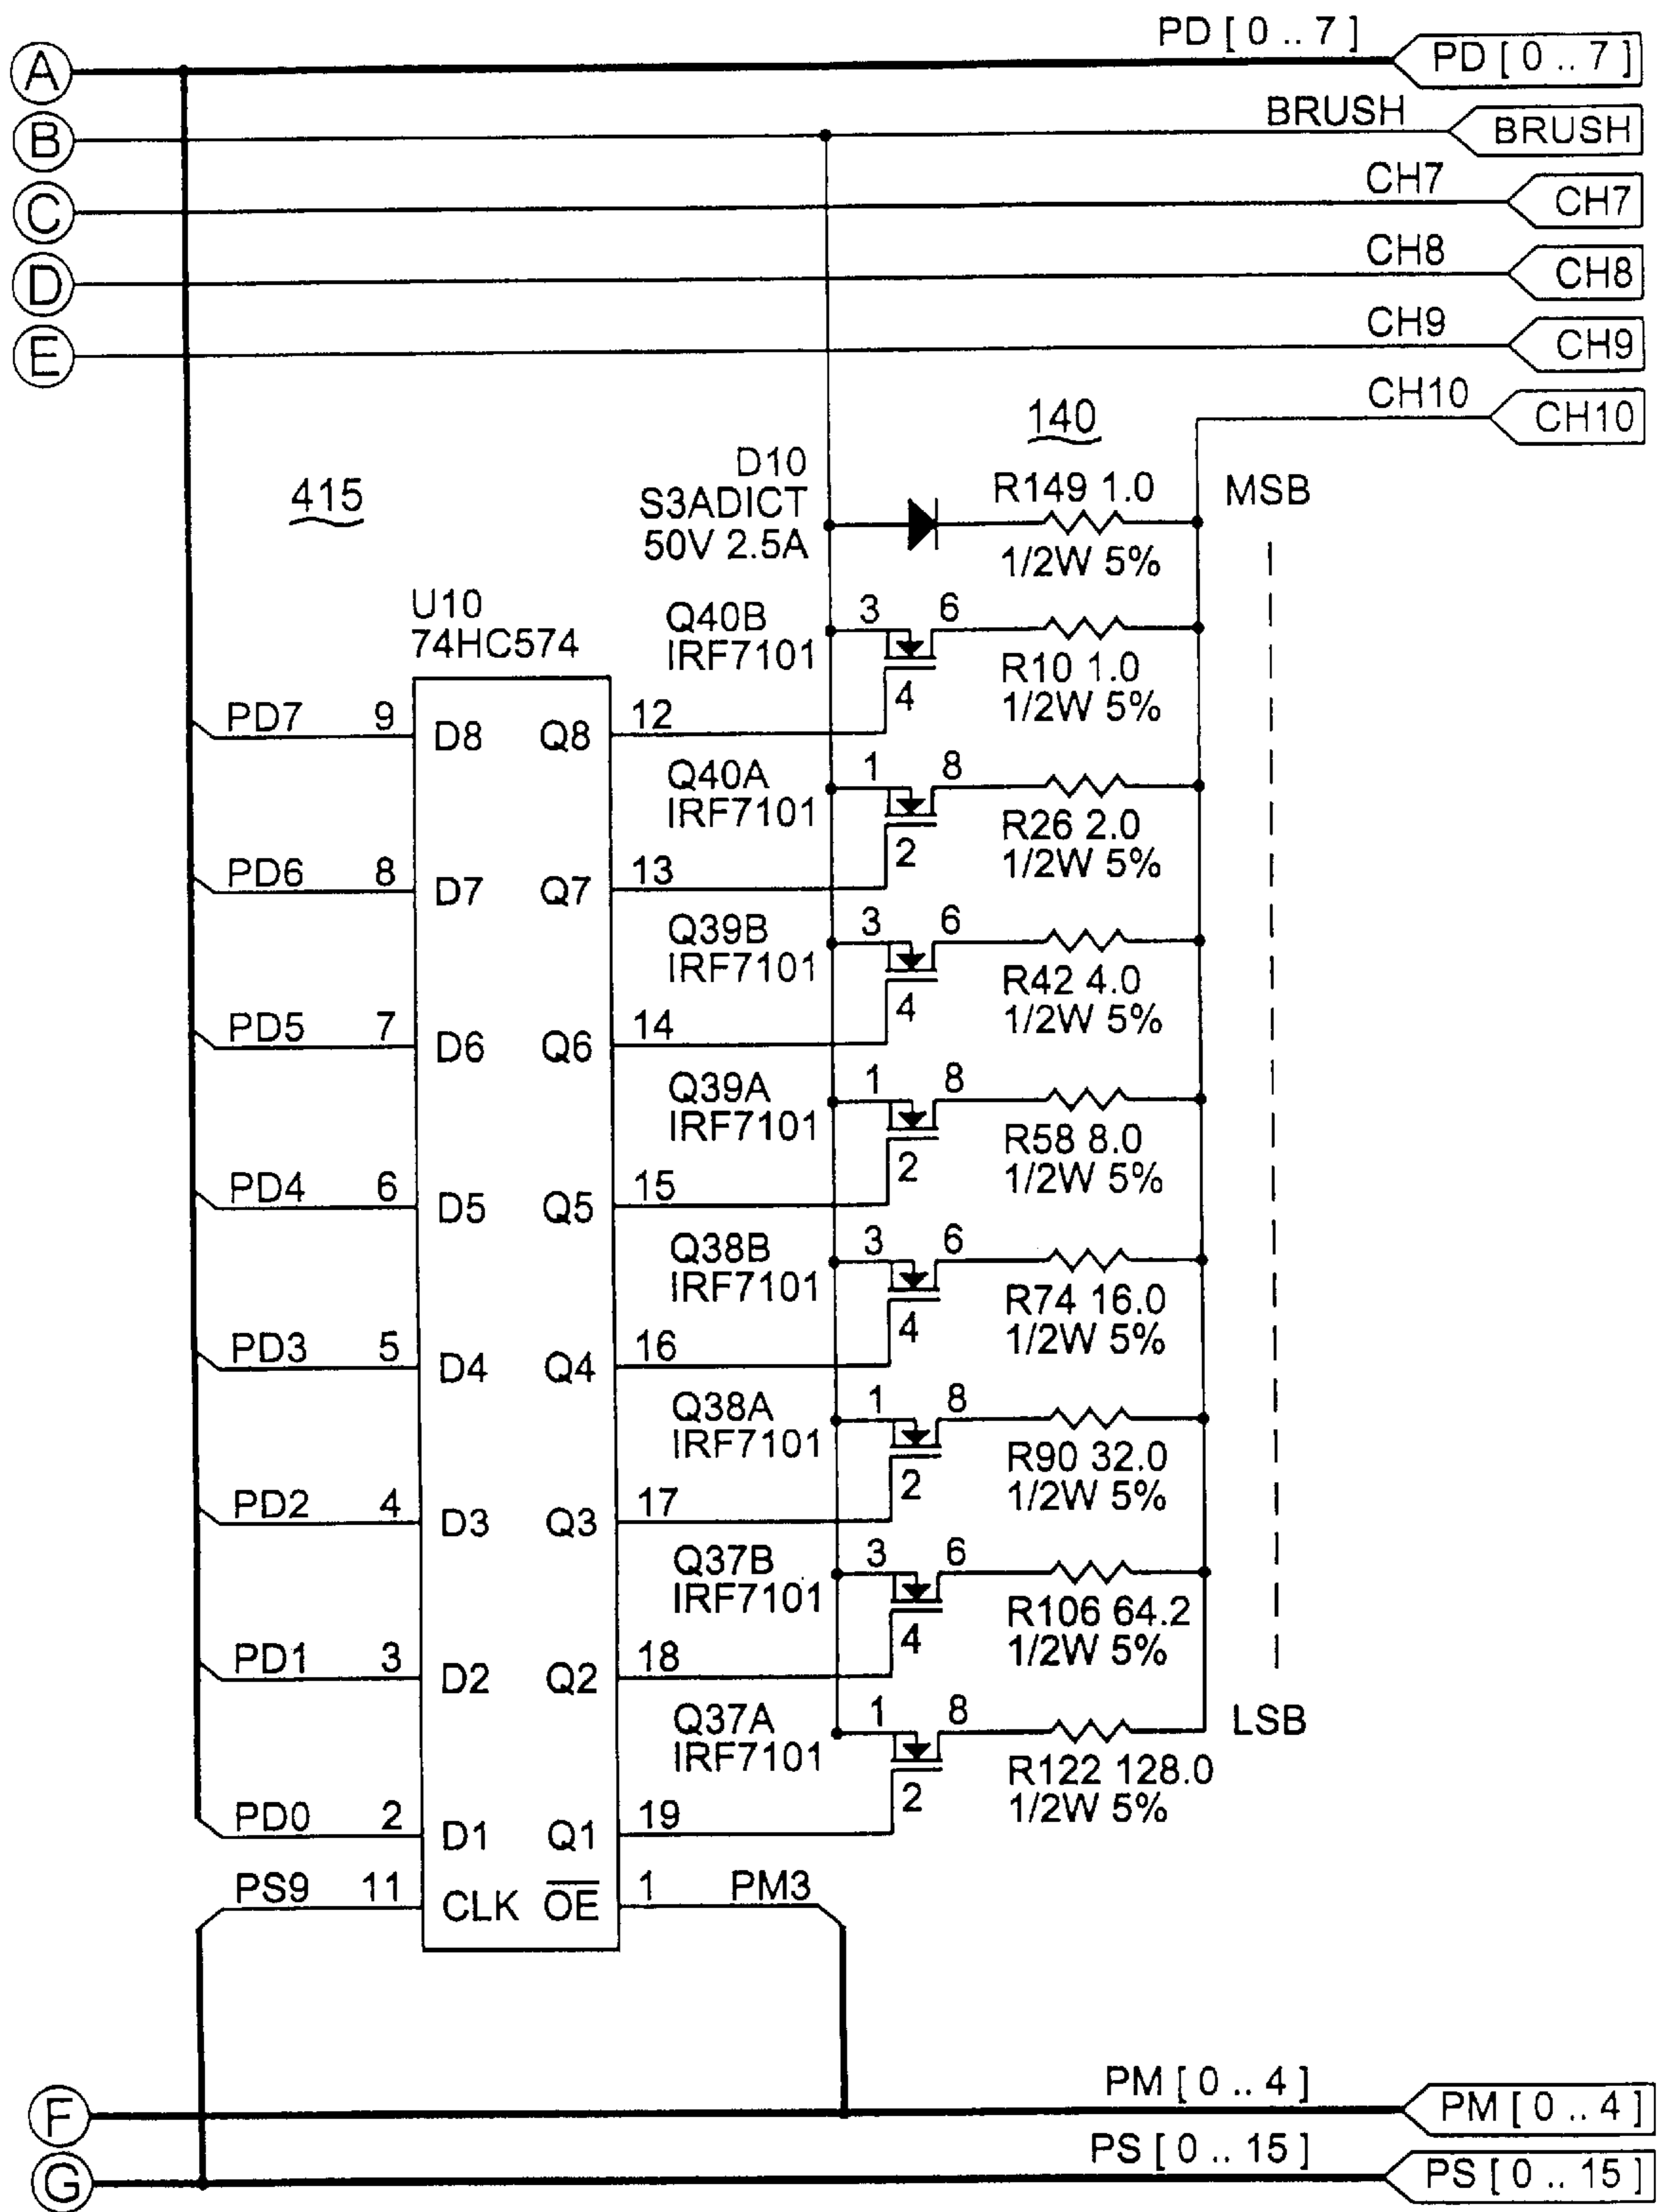 PD [ 0 .. 7 ]
A
PD [ 0 .. 7 ]
BRUSH
B
BRUSH
CH7
C
CH7
CH8
D
CH8
CH9
E
CH9
CH10
CH10
140
D10
S3ADICT
50V 2.5A
R149 1.0
1/2W 5%
MSB
415
U10
74HC574
Q40B
IRF7101
3
6
4
R10 1.0
1/2W 5%
PD7
9
D8
Q8
12
Q40A
IRF7101
1
8
2
R26 2.0
1/2W 5%
PD6
8
D7
Q7
13
Q39B
IRF7101
3
6
4
R42 4.0
1/2W 5%
PD5
7
D6
Q6
14
Q39A
IRF7101
1
8
2
R58 8.0
1/2W 5%
PD4
6
D5
Q5
15
Q38B
IRF7101
3
6
4
R74 16.0
1/2W 5%
PD3
5
D4
Q4
16
Q38A
IRF7101
1
8
2
R90 32.0
1/2W 5%
PD2
4
D3
Q3
17
Q37B
IRF7101
3
6
4
R106 64.2
1/2W 5%
PD1
3
D2
Q2
18
Q37A
IRF7101
1
8
2
R122 128.0
1/2W 5%
LSB
PD0
2
D1
Q1
19
PS9
11
CLK
OE
1
PM3
PM [ 0 .. 4 ]
F
PM [ 0 .. 4 ]
PS [ 0 .. 15 ]
G
PS [ 0 .. 15 ]